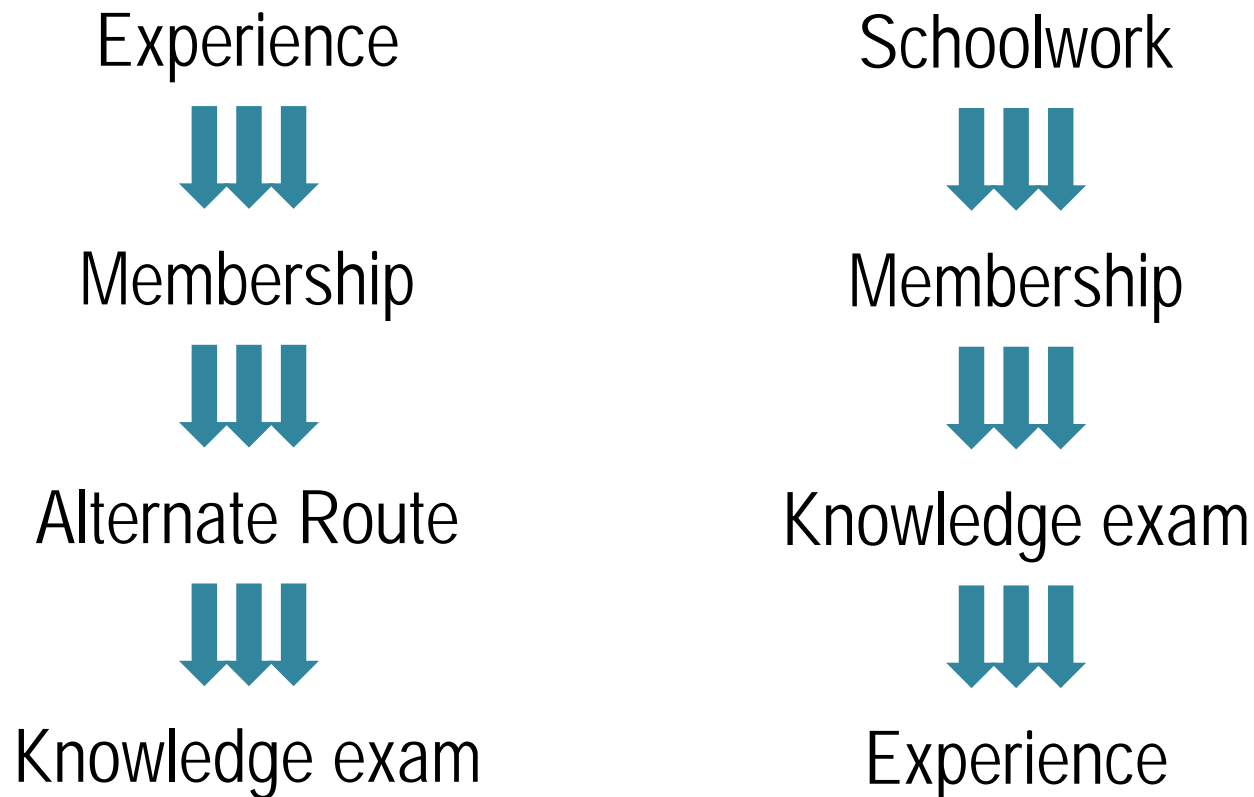 Experience
Membership
Alternate Route
Knowledge exam
Schoolwork
Membership
Knowledge exam
Experience